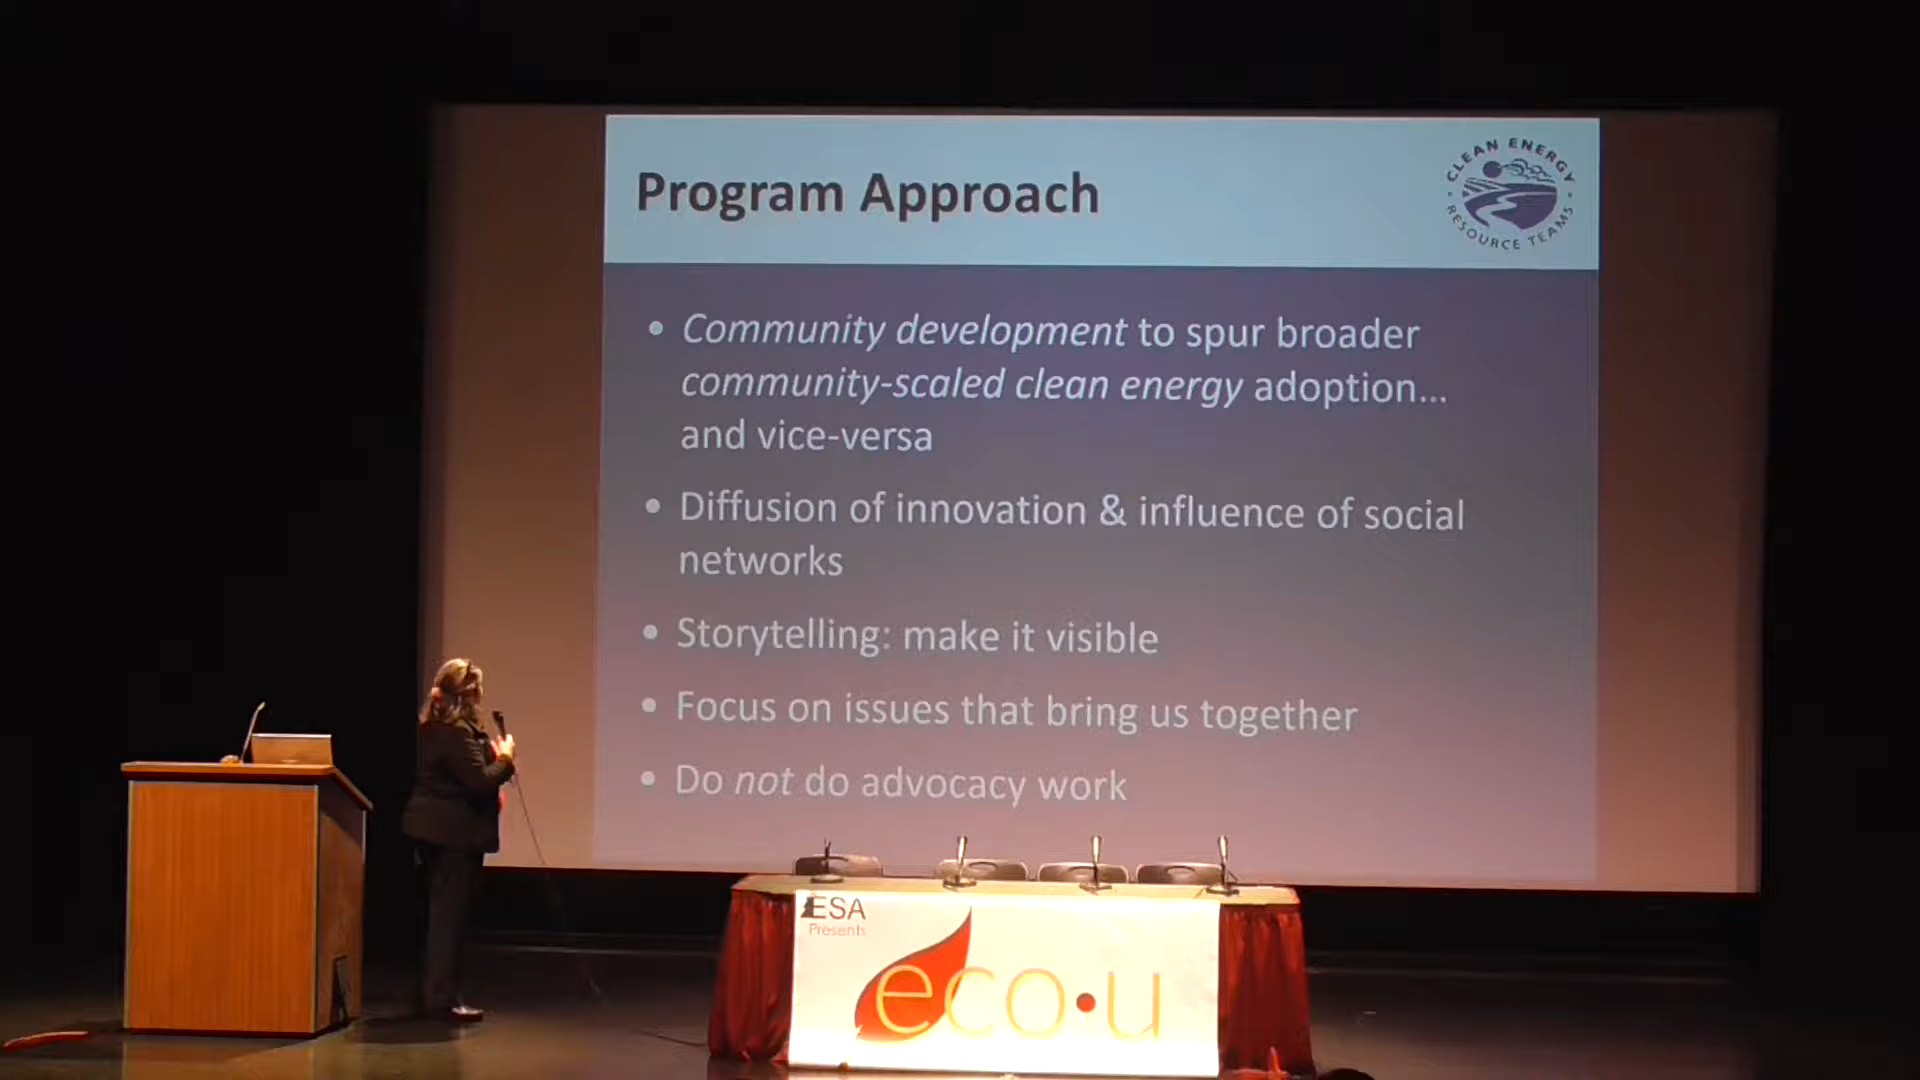 Program Approach
CLEAN ENERGY
RESOURCE TEAMS
• Community development to spur broader
community-scaled clean energy adoption...
and vice-versa
• Diffusion of innovation & influence of social
networks
• Storytelling: make it visible
• Focus on issues that bring us together
• Do not do advocacy work
ESA
Presents
eco•u